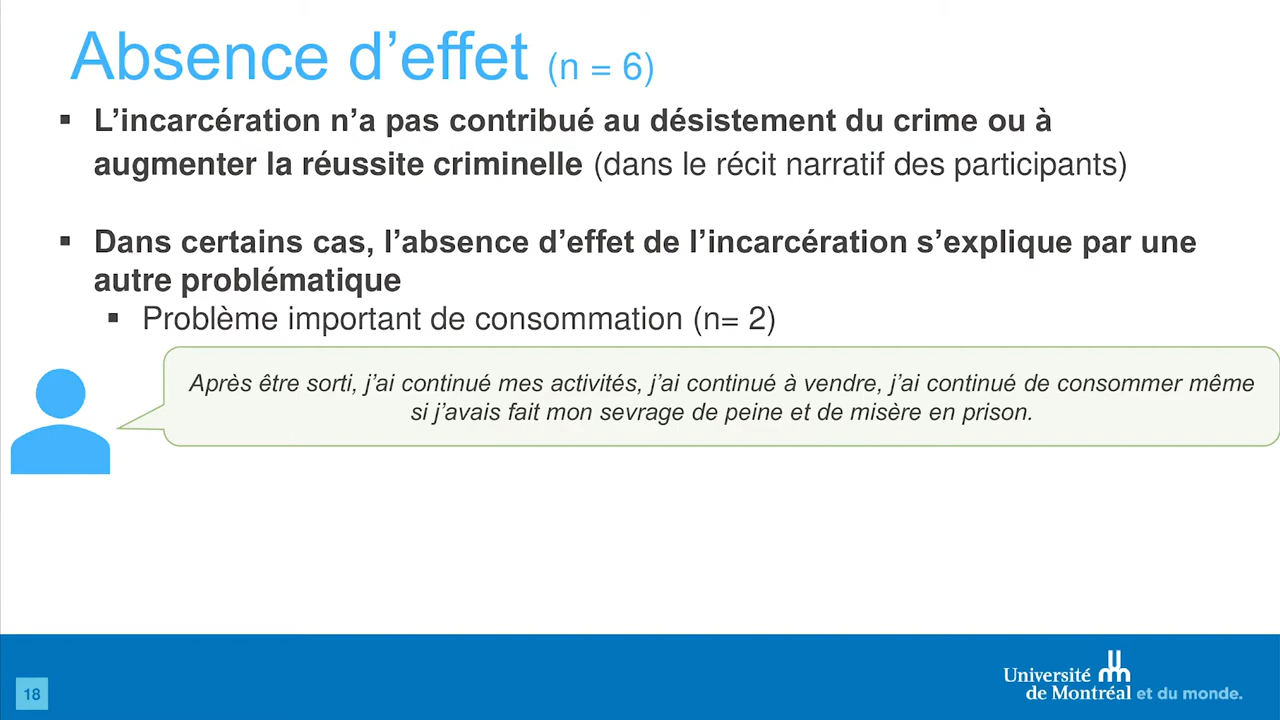 Absence d’effet (n = 6)
▪ L’incarcération n’a pas contribué au désistement du crime ou à
augmenter la réussite criminelle (dans le récit narratif des participants)
▪ Dans certains cas, l’absence d’effet de l’incarcération s’explique par une
autre problématique
▪ Problème important de consommation (n= 2)
Après être sorti, j’ai continué mes activités, j’ai continué à vendre, j’ai continué de consommer même
si j’avais fait mon sevrage de peine et de misère en prison.
18
Université
de Montréal et du monde.